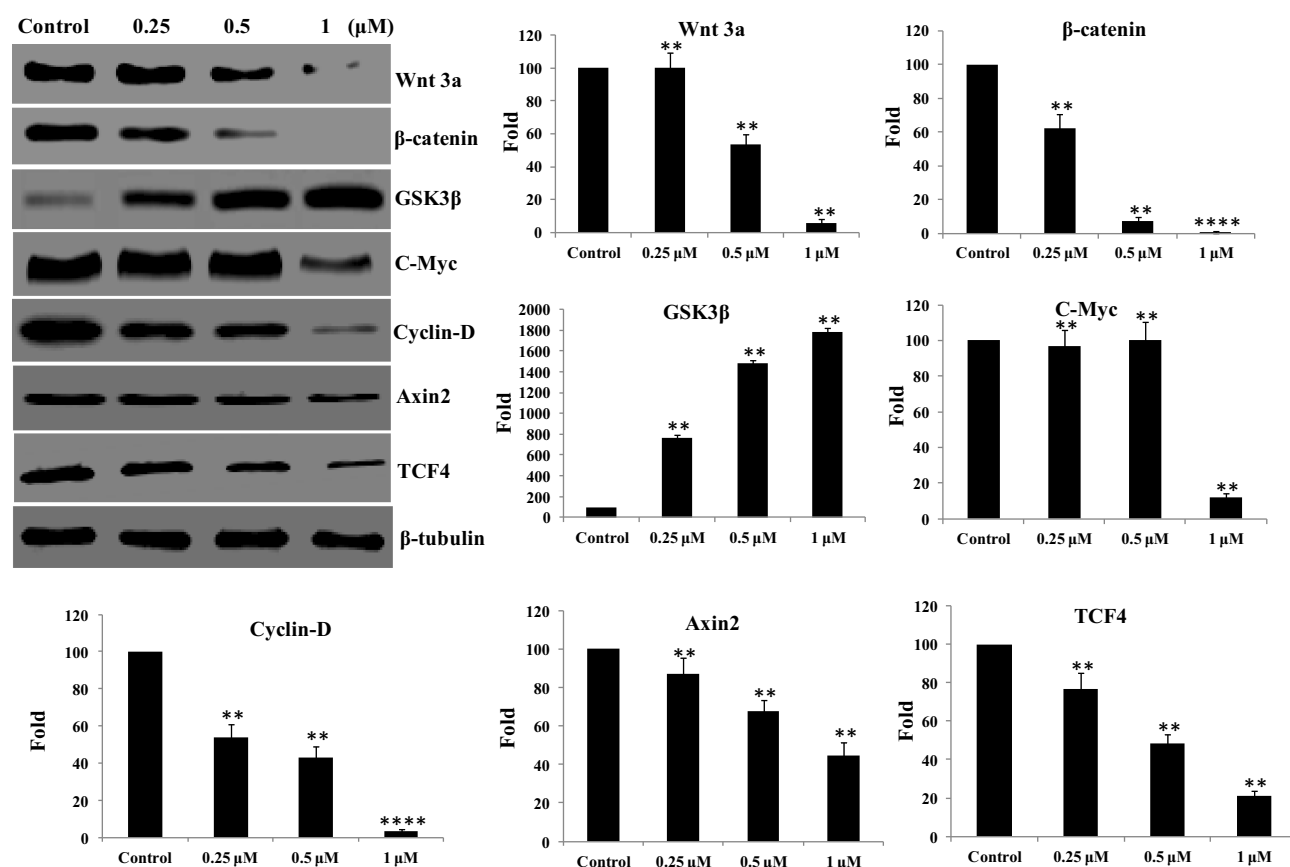 Control 0.25 0.5 1 (μM)
Wnt 3a
β-catenin
GSK3β
C-Myc
Cyclin-D
Axin2
TCF4
β-tubulin
Wnt 3a
Fold
120
100
80
60
40
20
0
**
**
**
Control 0.25 μM 0.5 μM 1 μM
β-catenin
Fold
120
100
80
60
40
20
0
**
**
****
Control 0.25 μM 0.5 μM 1 μM
GSK3β
Fold
2000
1800
1600
1400
1200
1000
800
600
400
200
0
**
**
**
Control 0.25 μM 0.5 μM 1 μM
C-Myc
Fold
120
100
80
60
40
20
0
**
**
**
Control 0.25 μM 0.5 μM 1 μM
Cyclin-D
Fold
120
100
80
60
40
20
0
**
**
****
Control 0.25 μM 0.5 μM 1 μM
Axin2
Fold
120
100
80
60
40
20
0
**
**
**
Control 0.25 μM 0.5 μM 1 μM
TCF4
Fold
120
100
80
60
40
20
0
**
**
**
Control 0.25 μM 0.5 μM 1 μM